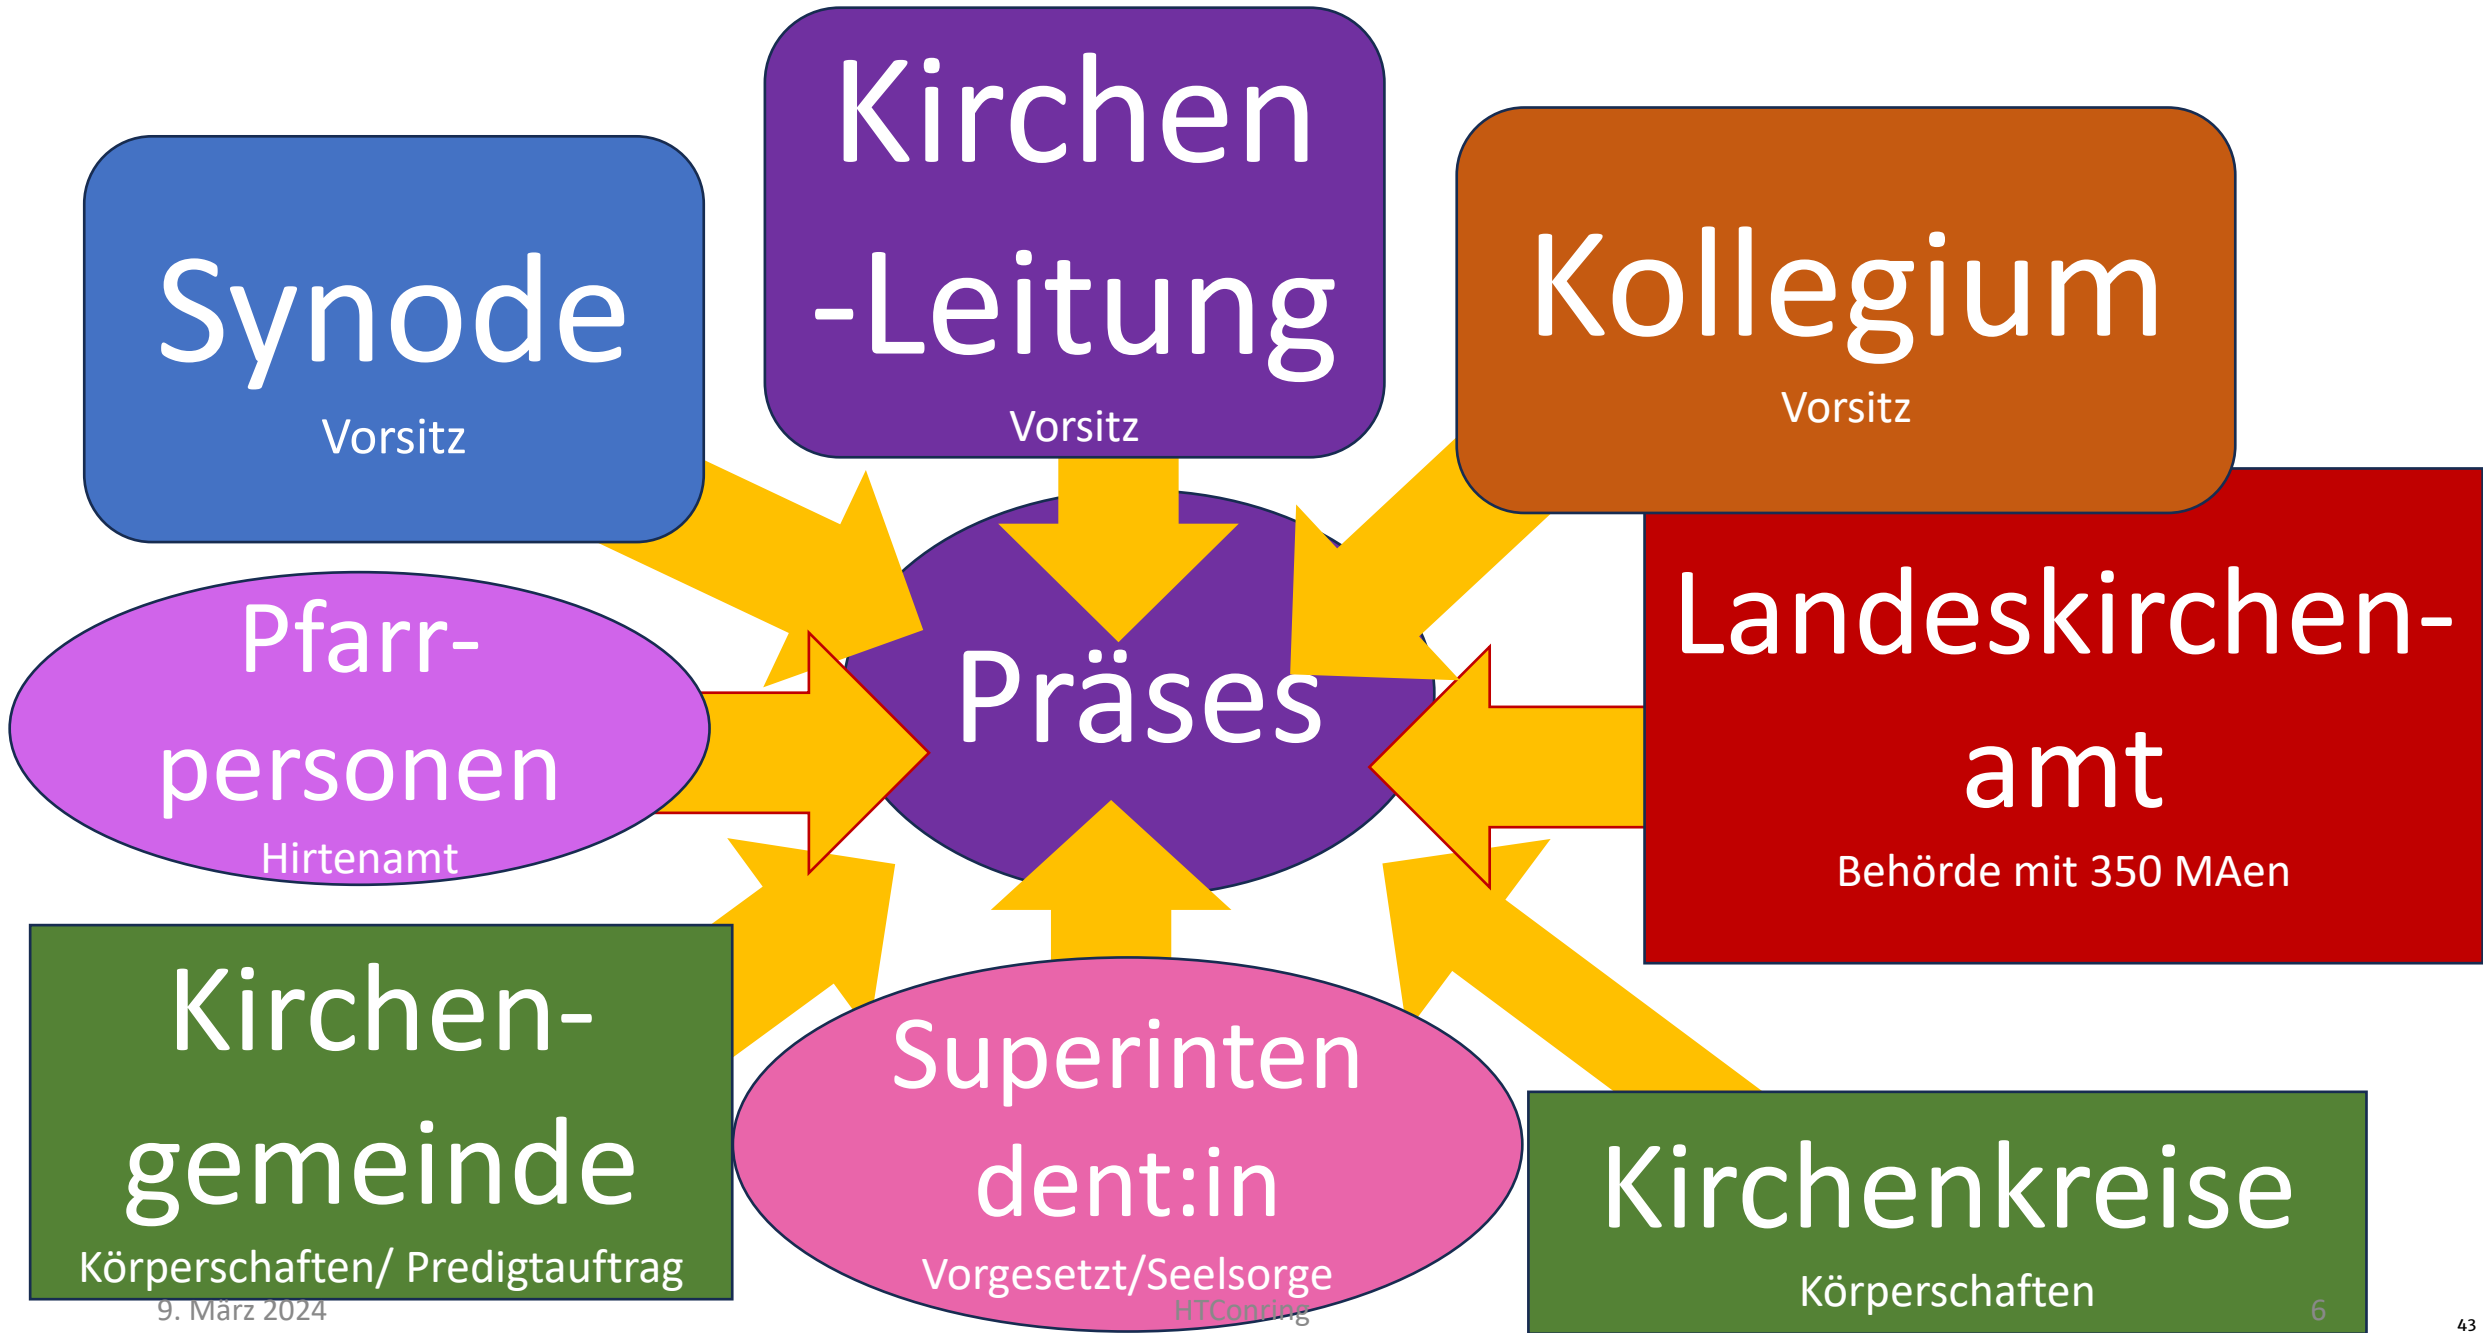 Kirchen
-Leitung
Vorsitz
Synode
Vorsitz
Kollegium
Vorsitz
Pfarr-
personen
Hirtenamt
Präses
Landeskirchen-
amt
Behörde mit 350 MAen
Kirchen-
gemeinde
Körperschaften/ Predigtauftrag
Superinten
dent:in
Vorgesetzt/Seelsorge
Kirchenkreise
Körperschaften
9. März 2024
HTConring
6
43